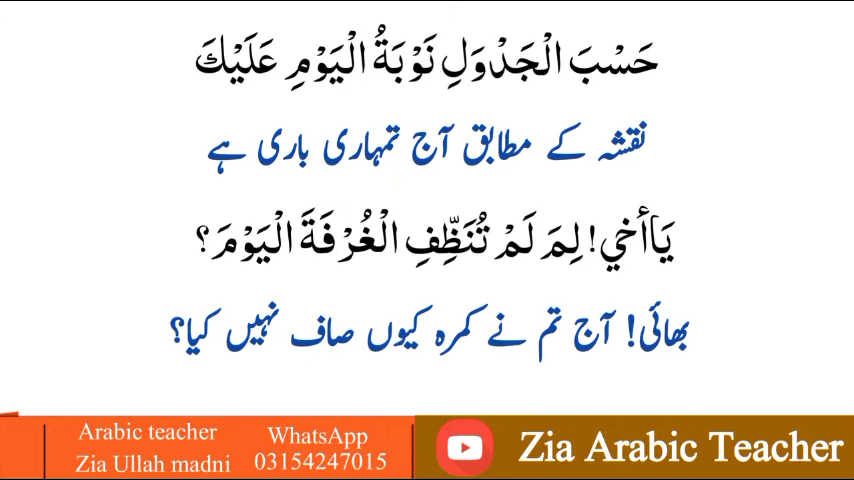 حَسْبَ الْجَدْوَلِ نَوْبَةُ الْيَوْمِ عَلَيْكَ
نقشہ کے مطابق آج تمہاری باری ہے
يَاأَخي! لِمَ لَمْ تُنَظِّفِ الْغُرْفَةَ الْيَوْمَ؟
بھائی! آج تم نے کمرہ کیوں صاف نہیں کیا؟
Arabic teacher
Zia Ullah madni
WhatsApp
03154247015
Zia Arabic Teacher